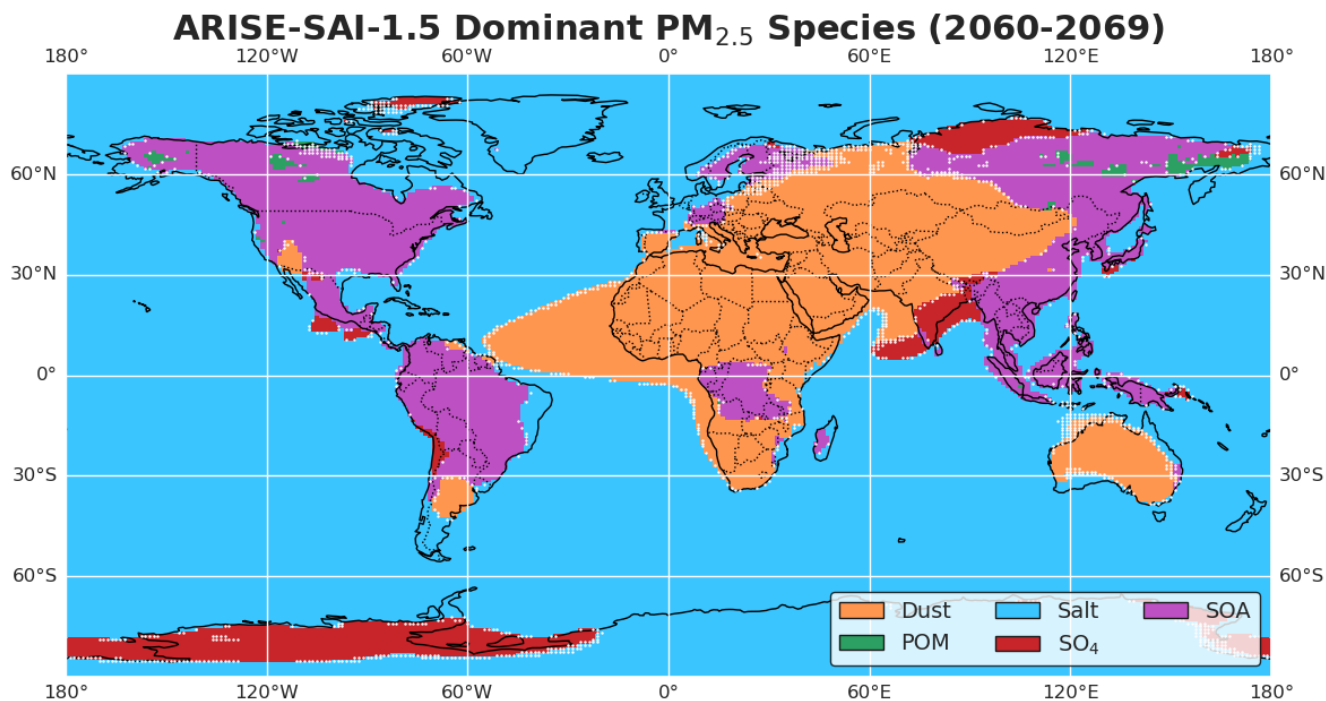 ARISE-SAI-1.5 Dominant PM2.5 Species (2060-2069)
180° 120°W 60°W 0° 60°E 120°E 180°
60°N 60°N
30°N 30°N
0° 0°
30°S 30°S
60°S 60°S
Dust Salt SOA
POM SO4
180° 120°W 60°W 0° 60°E 120°E 180°